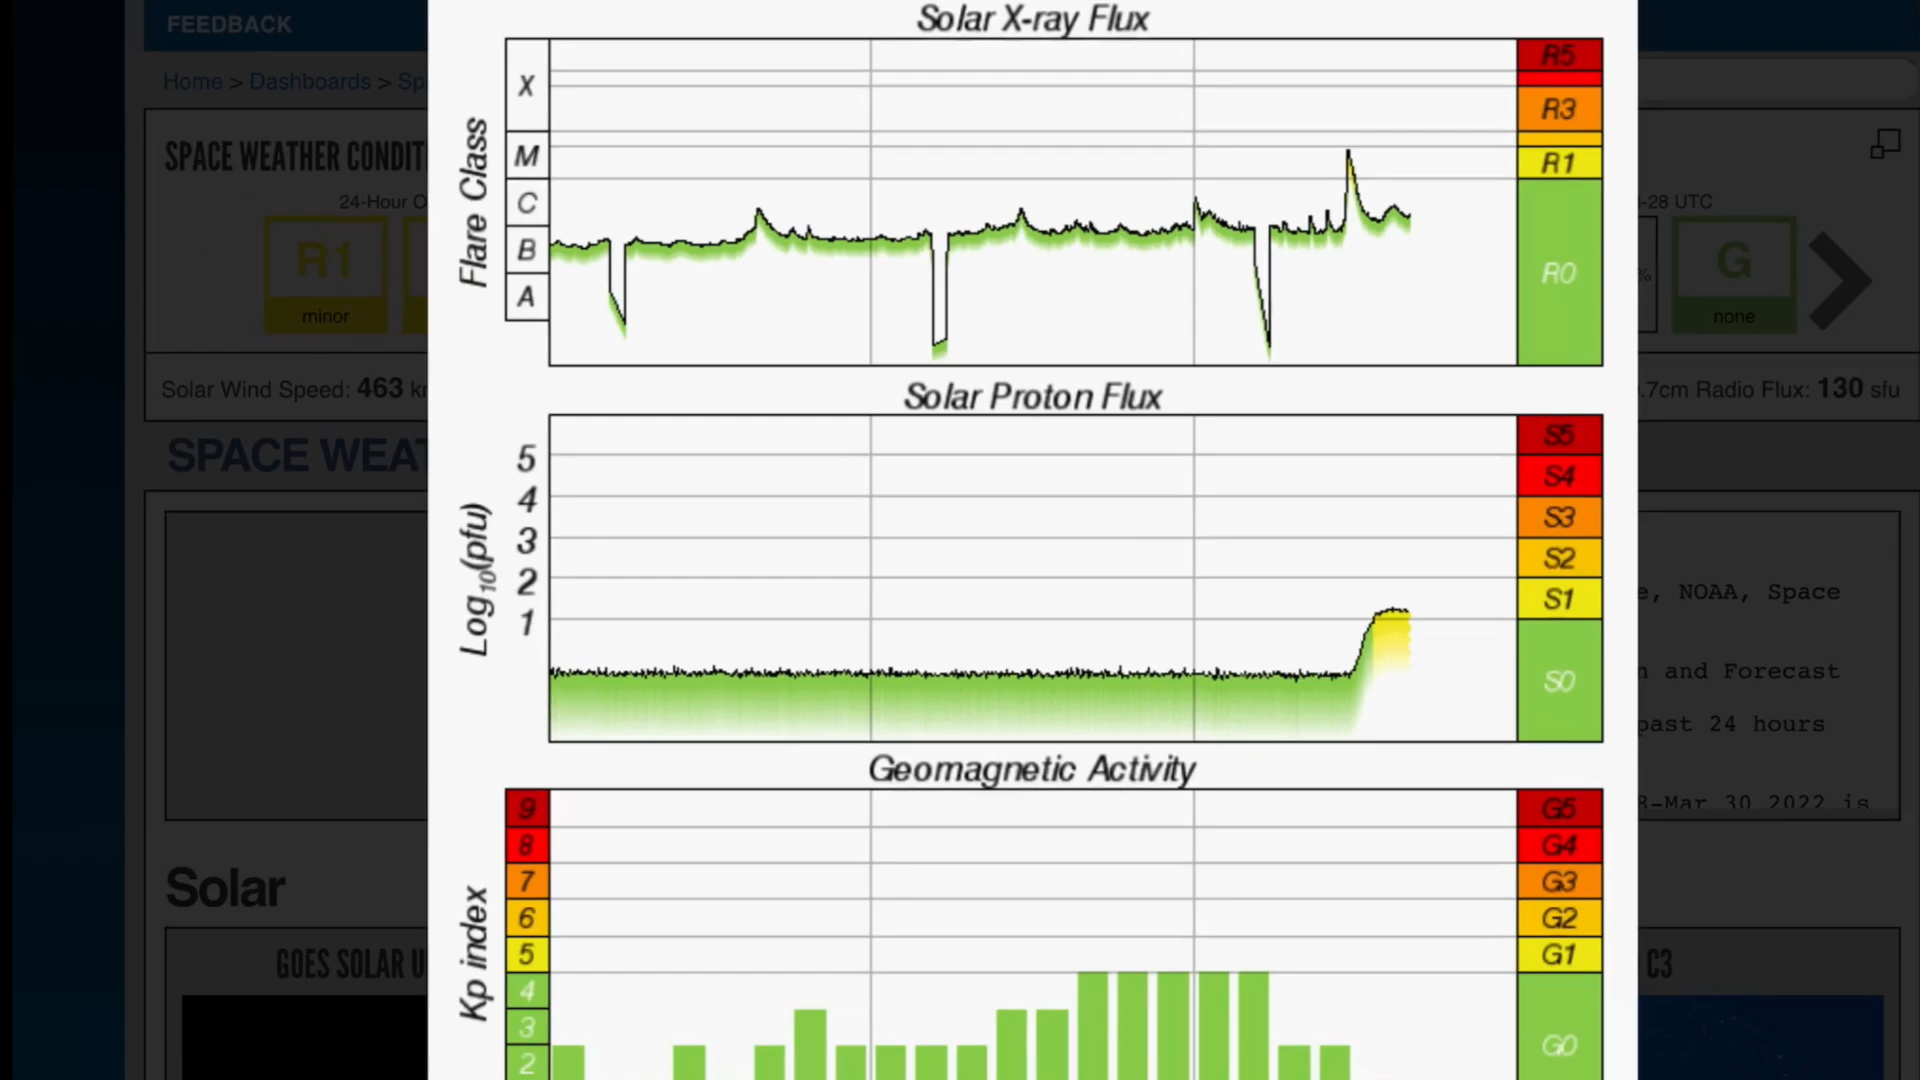 FEEDBACK
Home > Dashboards > Sp
SPACE WEATHER CONDIT
24-Hour O
R1
minor
Solar Wind Speed: 463 k
SPACE WEAT
Solar
GOES SOLAR U
Solar X-ray Flux
Flare Class
X
M
C
B
A
R5
R3
R1
R0
Solar Proton Flux
Log10(pfu)
5
4
3
2
1
S5
S4
S3
S2
S1
S0
Geomagnetic Activity
Kp index
9
8
7
6
5
4
3
2
G5
G4
G3
G2
G1
G0
-28 UTC
%
G
none
.7cm Radio Flux: 130 sfu
e, NOAA, Space
n and Forecast
past 24 hours
8-Mar 30 2022 is
C3